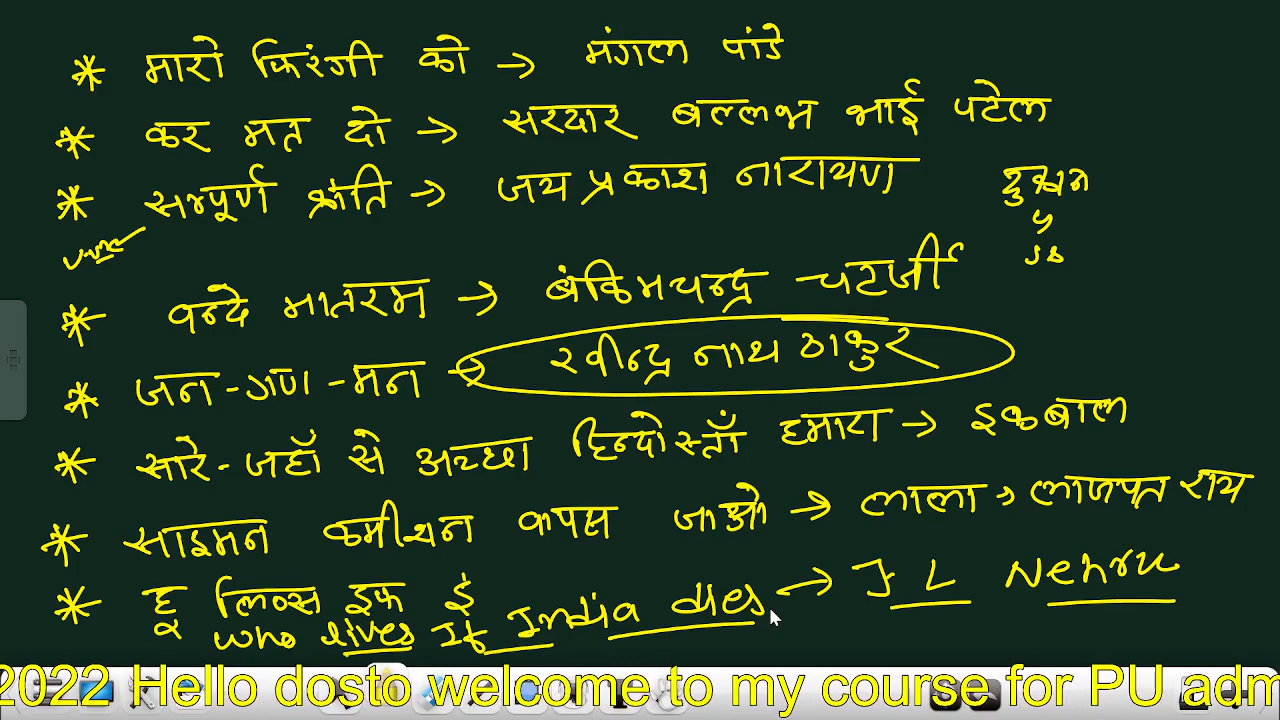 * मारो फिरंगी को → मंगल पांडे
* कर मत दो → सरदार बल्लभ भाई पटेल
* सम्पूर्ण क्रांति → जय प्रकाश नारायण
* वन्दे मातरम → बंकिमचन्द्र चटर्जी
* जन-गण-मन → रवीन्द्र नाथ ठाकुर
* सारे-जहाँ से अच्छा हिन्दोस्ताँ हमारा → इकबाल
* साइमन कमीशन वापस जाओ → लाला → लाजपत राय
* हू लिव्स इफ इं
who lives If India dies → J L Nehru
2022 Hello dosto welcome to my course for PU adm